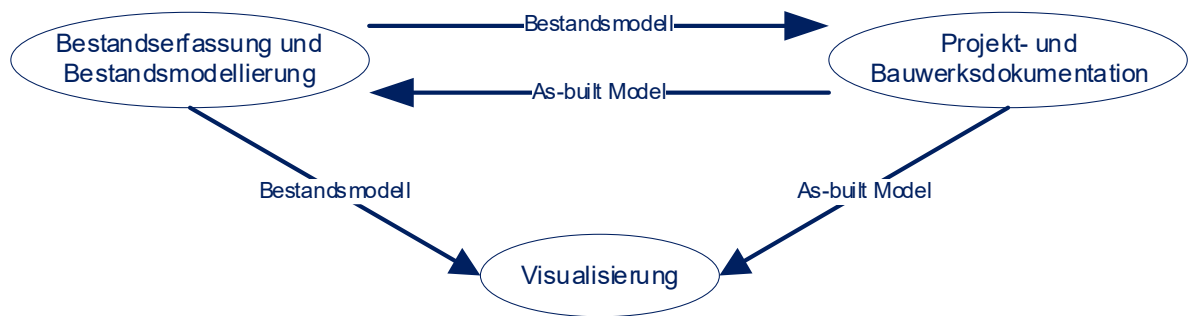 Bestandsmodell
Bestandserfassung und
Bestandsmodellierung
Projekt- und
Bauwerksdokumentation
As-built Model
Bestandsmodell
As-built Model
Visualisierung